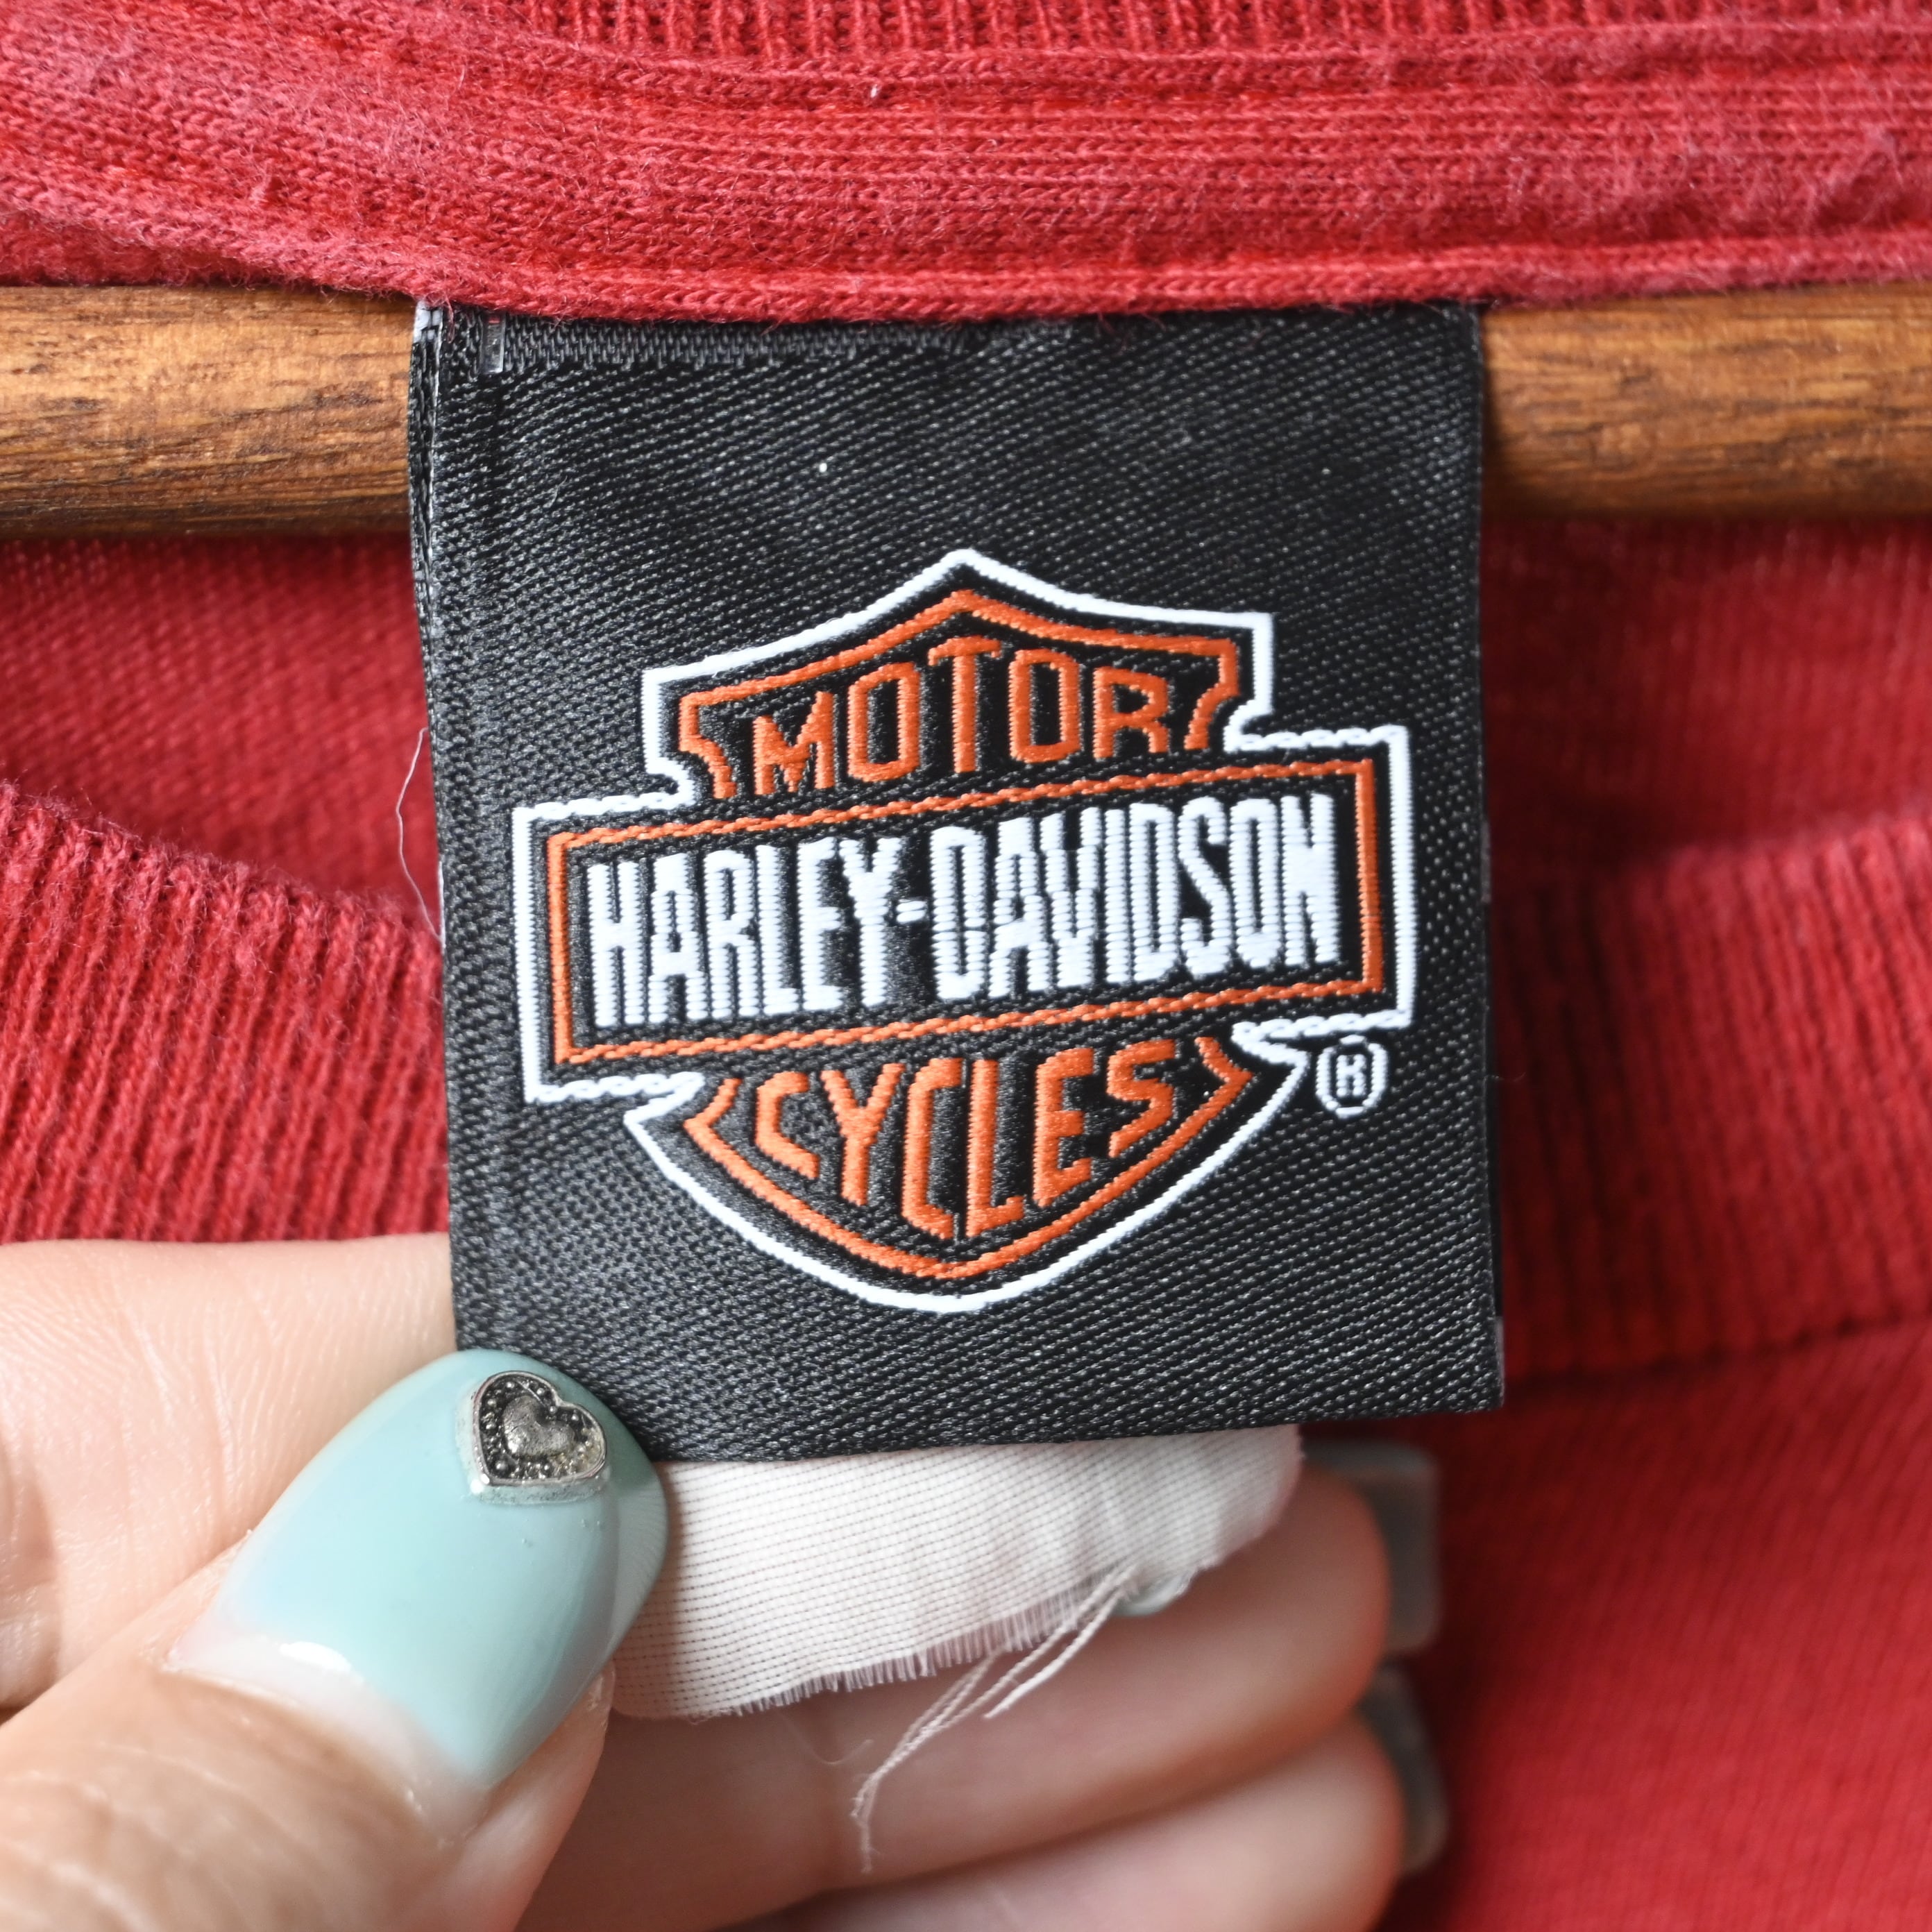 MOTOR
HARLEY-DAVIDSON
CYCLES
®